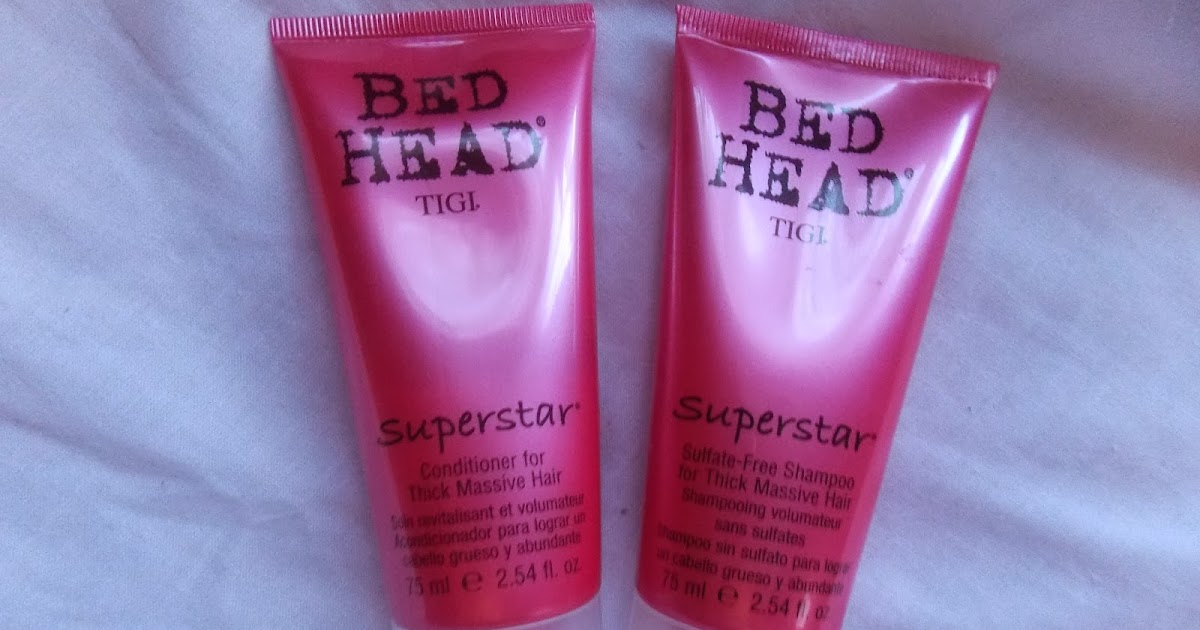 BED
HEAD®
TIGI
Superstar®
Conditioner for
Thick Massive Hair
Soin revitalisant et volumateur
Acondicionador para lograr un
cabello grueso y abundante
75 ml e 2.54 fl. oz.
BED
HEAD®
TIGI
Superstar®
Sulfate-Free Shampoo
for Thick Massive Hair
Shampooing volumateur
sans sulfates
Shampoo sin sulfato para lograr
un cabello grueso y abundante
75 ml e 2.54 fl. oz.